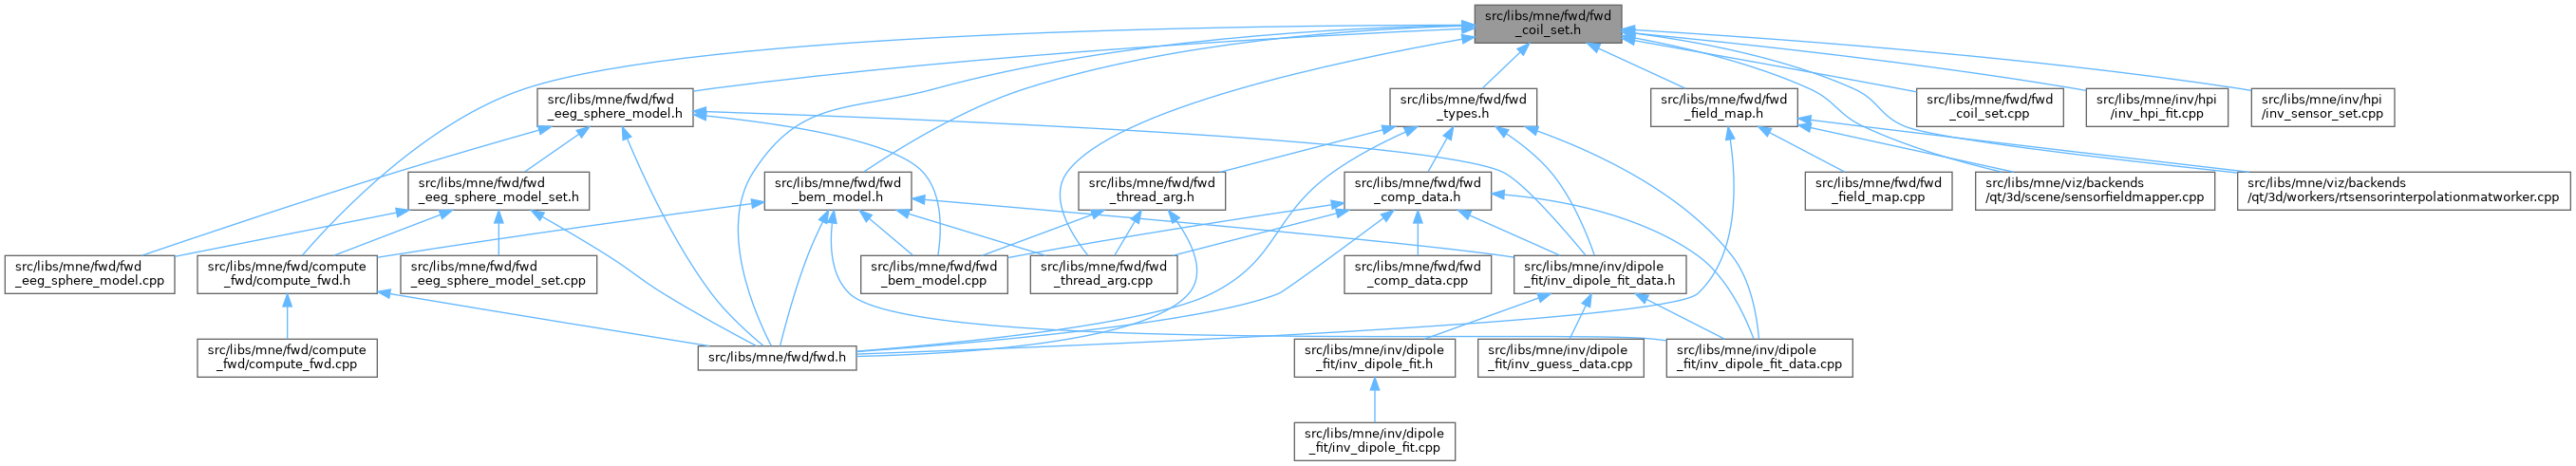 src/libs/mne/fwd/fwd
_coil_set.h
src/libs/mne/fwd/fwd
_eeg_sphere_model.h
src/libs/mne/fwd/fwd
_types.h
src/libs/mne/fwd/fwd
_field_map.h
src/libs/mne/fwd/fwd
_coil_set.cpp
src/libs/mne/inv/hpi
/inv_hpi_fit.cpp
src/libs/mne/inv/hpi
/inv_sensor_set.cpp
src/libs/mne/fwd/fwd
_eeg_sphere_model_set.h
src/libs/mne/fwd/fwd
_bem_model.h
src/libs/mne/fwd/fwd
_thread_arg.h
src/libs/mne/fwd/fwd
_comp_data.h
src/libs/mne/fwd/fwd
_field_map.cpp
src/libs/mne/viz/backends
/qt/3d/scene/sensorfieldmapper.cpp
src/libs/mne/viz/backends
/qt/3d/workers/rtsensorinterpolationmatworker.cpp
src/libs/mne/fwd/fwd
_eeg_sphere_model.cpp
src/libs/mne/fwd/compute
_fwd/compute_fwd.h
src/libs/mne/fwd/fwd
_eeg_sphere_model_set.cpp
src/libs/mne/fwd/fwd
_bem_model.cpp
src/libs/mne/fwd/fwd
_thread_arg.cpp
src/libs/mne/fwd/fwd
_comp_data.cpp
src/libs/mne/inv/dipole
_fit/inv_dipole_fit_data.h
src/libs/mne/fwd/compute
_fwd/compute_fwd.cpp
src/libs/mne/fwd/fwd.h
src/libs/mne/inv/dipole
_fit/inv_dipole_fit.h
src/libs/mne/inv/dipole
_fit/inv_guess_data.cpp
src/libs/mne/inv/dipole
_fit/inv_dipole_fit_data.cpp
src/libs/mne/inv/dipole
_fit/inv_dipole_fit.cpp